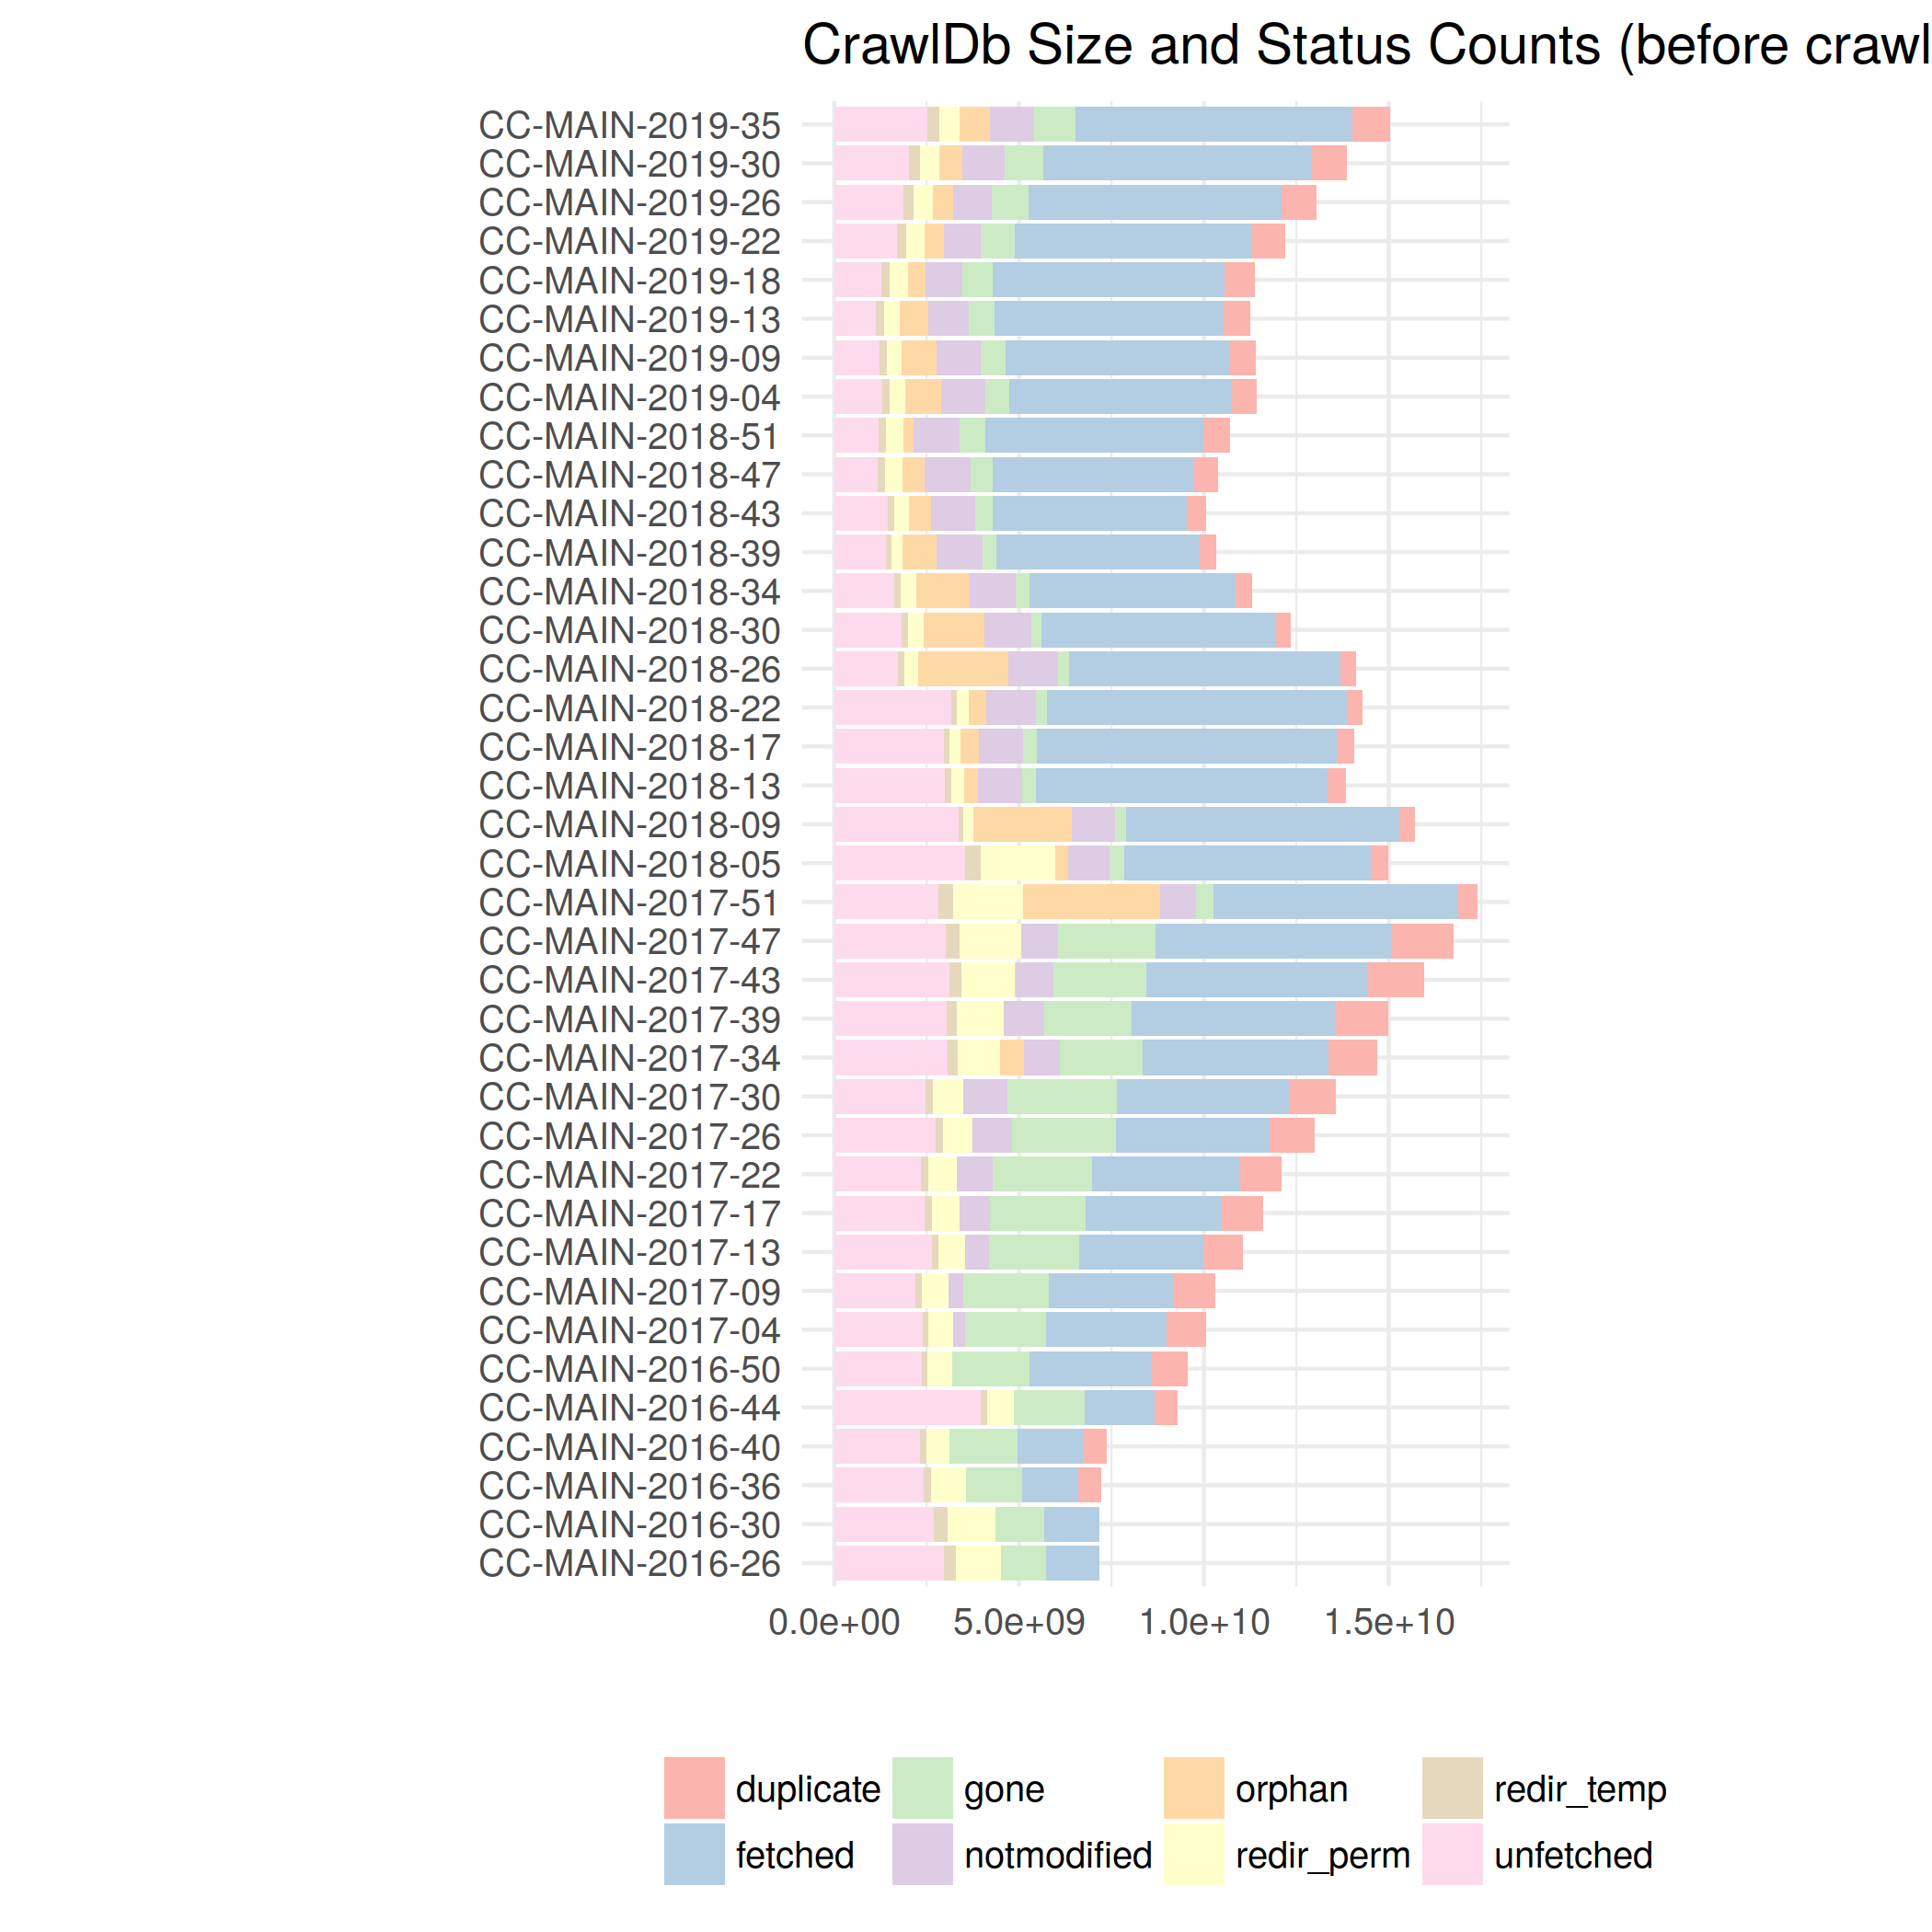 CrawlDb Size and Status Counts (before crawl
CC-MAIN-2019-35
CC-MAIN-2019-30
CC-MAIN-2019-26
CC-MAIN-2019-22
CC-MAIN-2019-18
CC-MAIN-2019-13
CC-MAIN-2019-09
CC-MAIN-2019-04
CC-MAIN-2018-51
CC-MAIN-2018-47
CC-MAIN-2018-43
CC-MAIN-2018-39
CC-MAIN-2018-34
CC-MAIN-2018-30
CC-MAIN-2018-26
CC-MAIN-2018-22
CC-MAIN-2018-17
CC-MAIN-2018-13
CC-MAIN-2018-09
CC-MAIN-2018-05
CC-MAIN-2017-51
CC-MAIN-2017-47
CC-MAIN-2017-43
CC-MAIN-2017-39
CC-MAIN-2017-34
CC-MAIN-2017-30
CC-MAIN-2017-26
CC-MAIN-2017-22
CC-MAIN-2017-17
CC-MAIN-2017-13
CC-MAIN-2017-09
CC-MAIN-2017-04
CC-MAIN-2016-50
CC-MAIN-2016-44
CC-MAIN-2016-40
CC-MAIN-2016-36
CC-MAIN-2016-30
CC-MAIN-2016-26
0.0e+00 5.0e+09 1.0e+10 1.5e+10
duplicate gone orphan redir_temp
fetched notmodified redir_perm unfetched